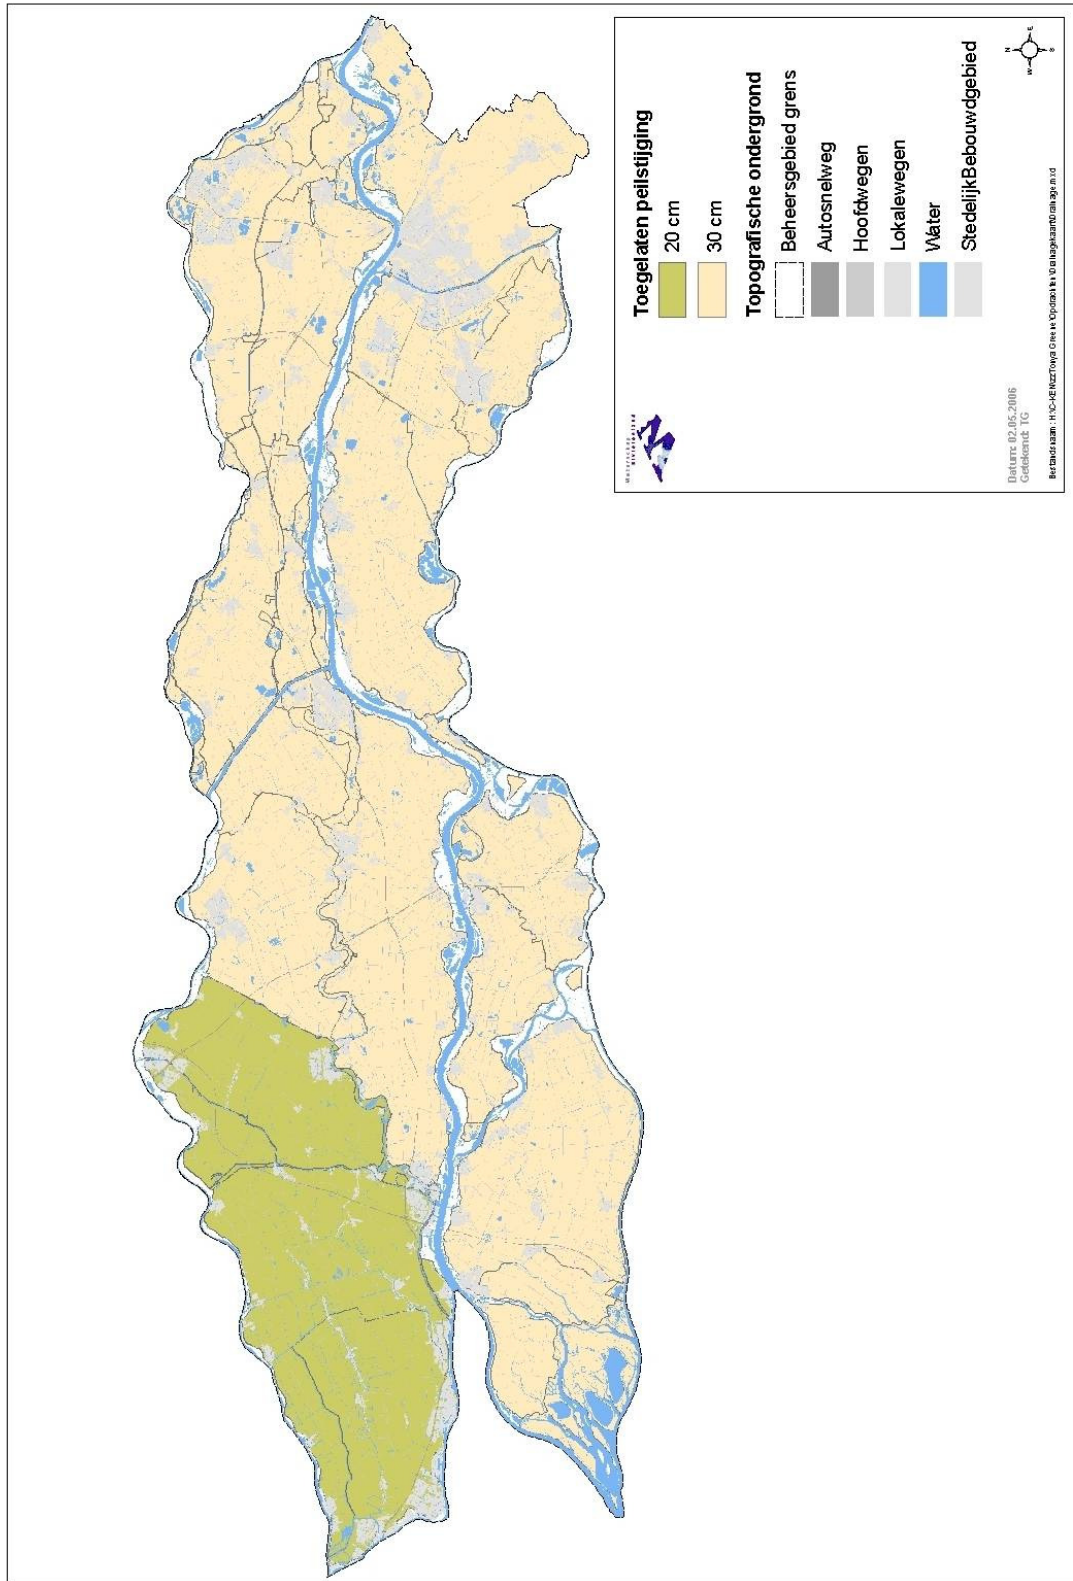 Toegelaten peilstijging
20 cm
30 cm
Topografische ondergrond
Beheersgebied grens
Autosnelweg
Hoofdwegen
Lokalewegen
Water
StedelijkBebouwdgebied
N
E
S
W
Datum: 02.05.2006
Getekend: TG